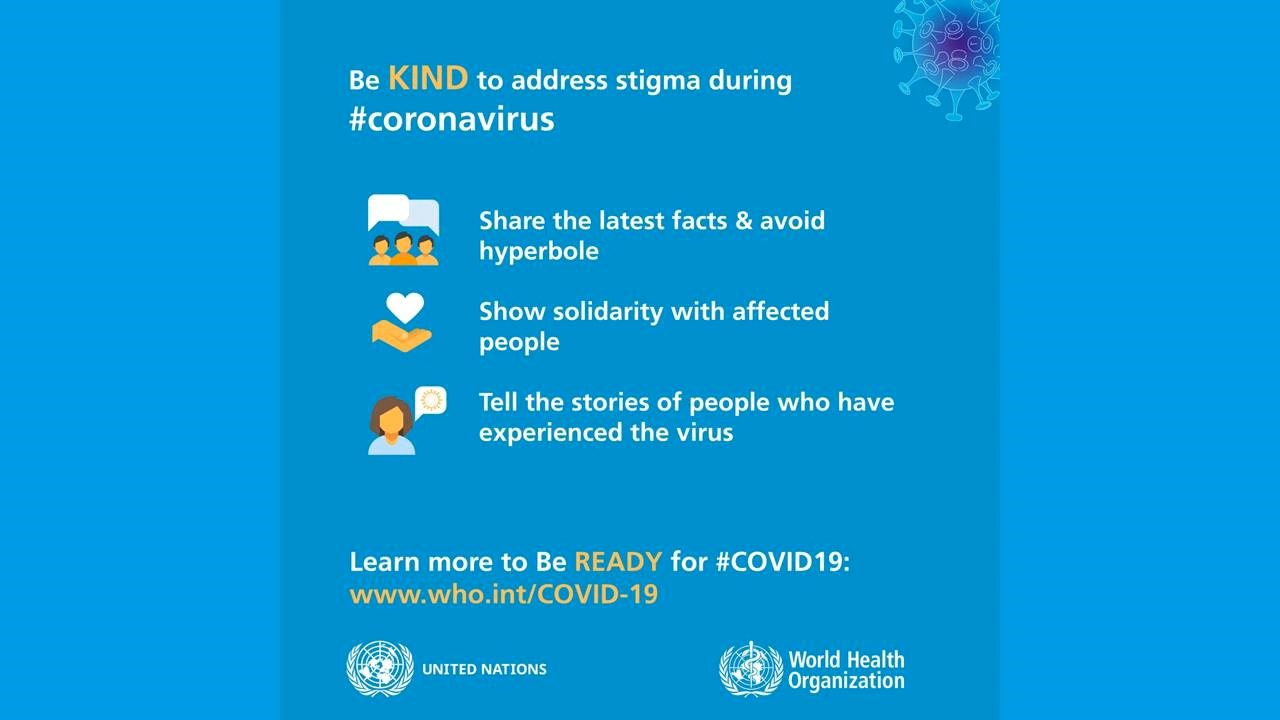 Be KIND to address stigma during
#coronavirus
Share the latest facts & avoid
hyperbole
Show solidarity with affected
people
Tell the stories of people who have
experienced the virus
Learn more to Be READY for #COVID19:
www.who.int/COVID-19
UNITED NATIONS
World Health
Organization